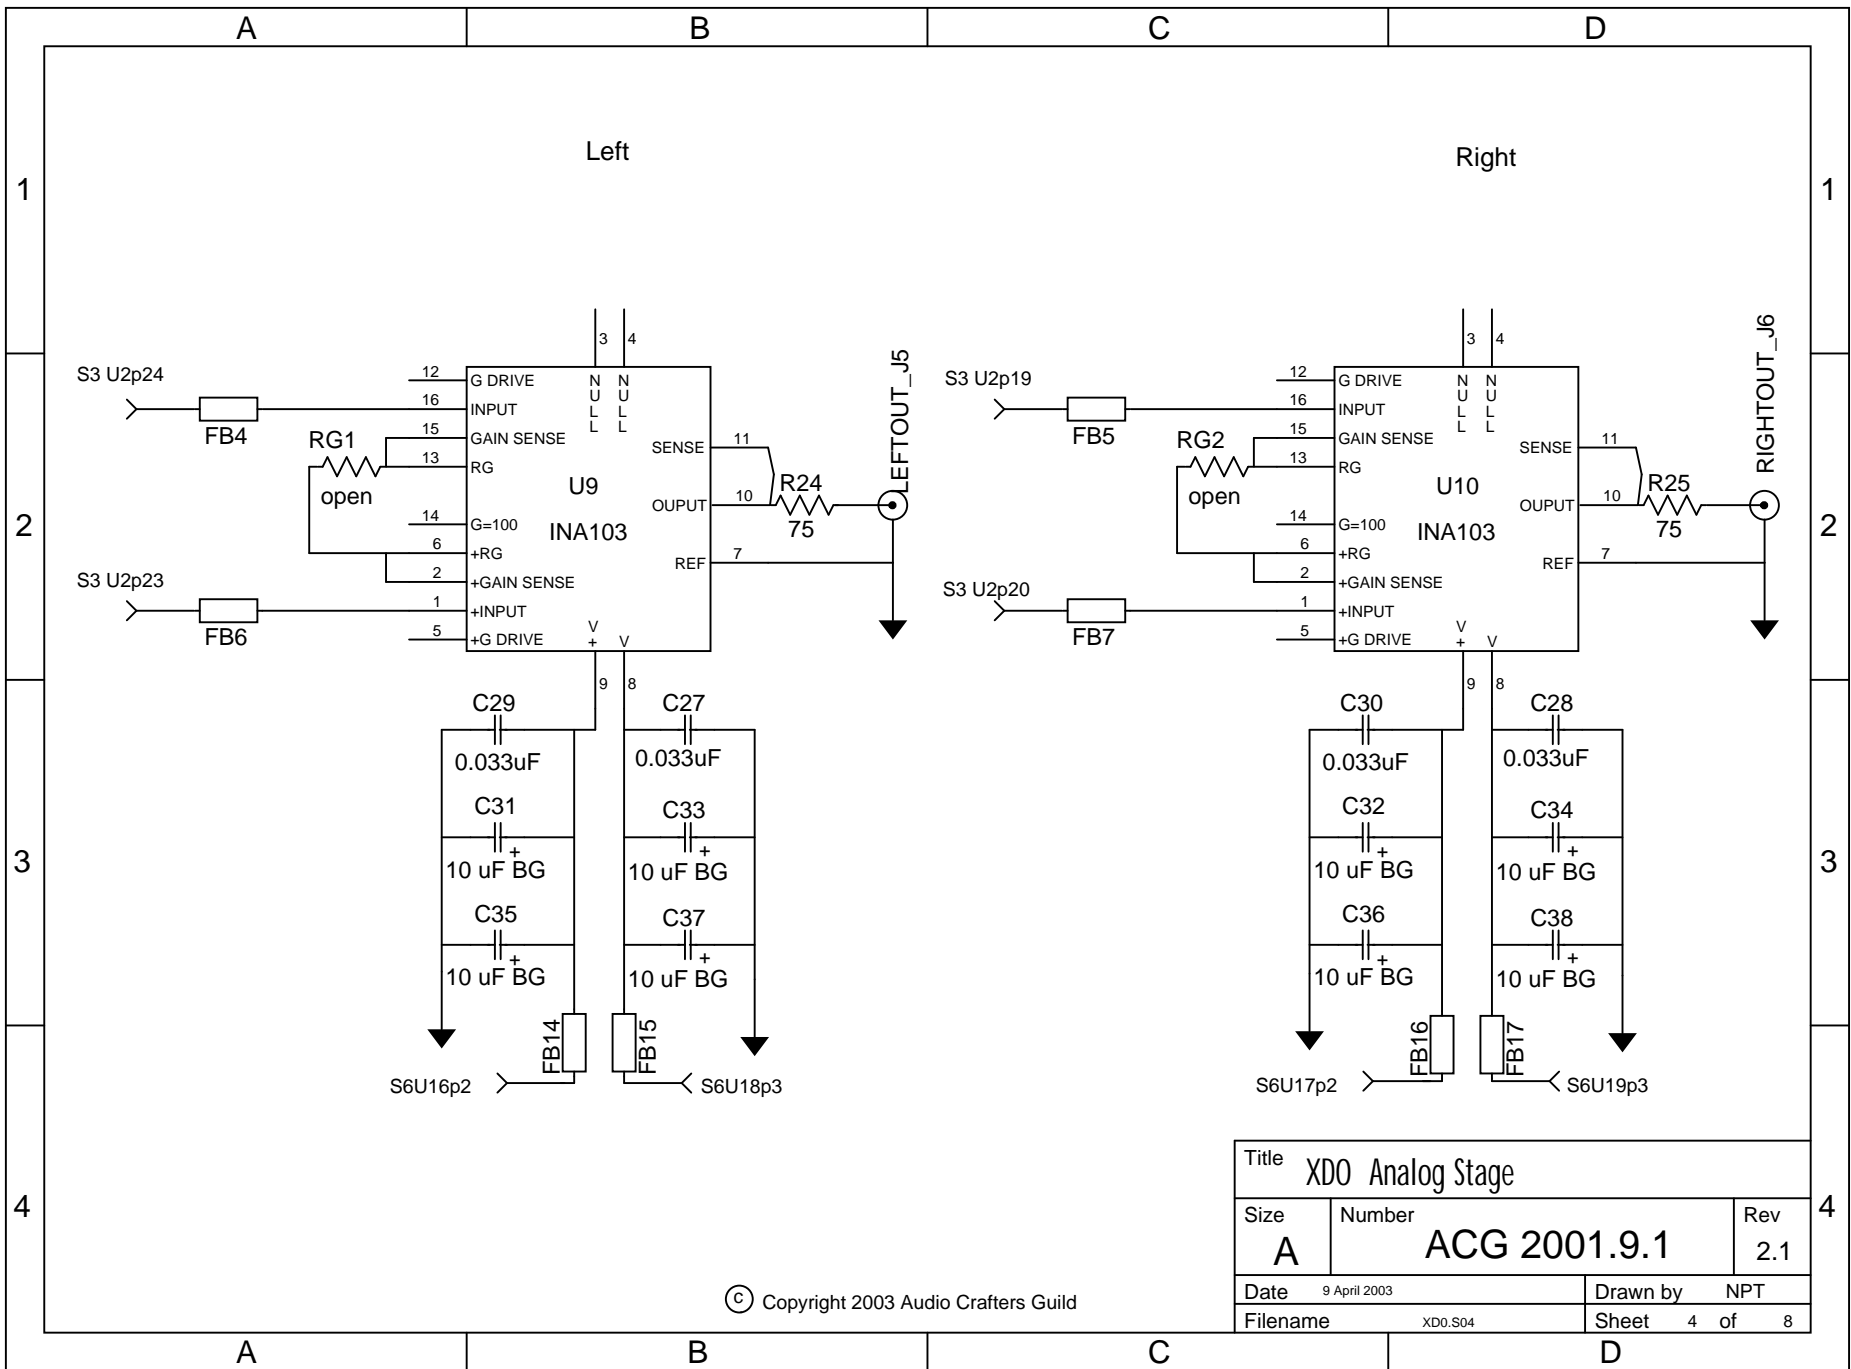 A B C D
1 1
Left
Right
3 4
3 4
S3 U2p24
FB4
RG1
open
S3 U2p23
FB6
12 G DRIVE
16 INPUT
15 GAIN SENSE
13 RG
14 G=100
6 +RG
2 +GAIN SENSE
1 +INPUT
5 +G DRIVE
NULL
NULL
U9
INA103
SENSE 11
OUPUT 10
REF 7
V+
V
9 8
R24
75
LEFTOUT_J5
S3 U2p19
FB5
RG2
open
S3 U2p20
FB7
12 G DRIVE
16 INPUT
15 GAIN SENSE
13 RG
14 G=100
6 +RG
2 +GAIN SENSE
1 +INPUT
5 +G DRIVE
NULL
NULL
U10
INA103
SENSE 11
OUPUT 10
REF 7
V+
V
9 8
R25
75
RIGHTOUT_J6
2 2
C29
0.033uF
C27
0.033uF
C31
+
10 uF BG
C33
+
10 uF BG
C35
+
10 uF BG
C37
+
10 uF BG
FB14
FB15
S6U16p2
S6U18p3
C30
0.033uF
C28
0.033uF
C32
+
10 uF BG
C34
+
10 uF BG
C36
+
10 uF BG
C38
+
10 uF BG
FB16
FB17
S6U17p2
S6U19p3
3 3
4 4
Title XDO Analog Stage
Size A
Number ACG 2001.9.1
Rev 2.1
Date 9 April 2003
Drawn by NPT
Filename XD0.S04
Sheet 4 of 8
© Copyright 2003 Audio Crafters Guild
A B C D